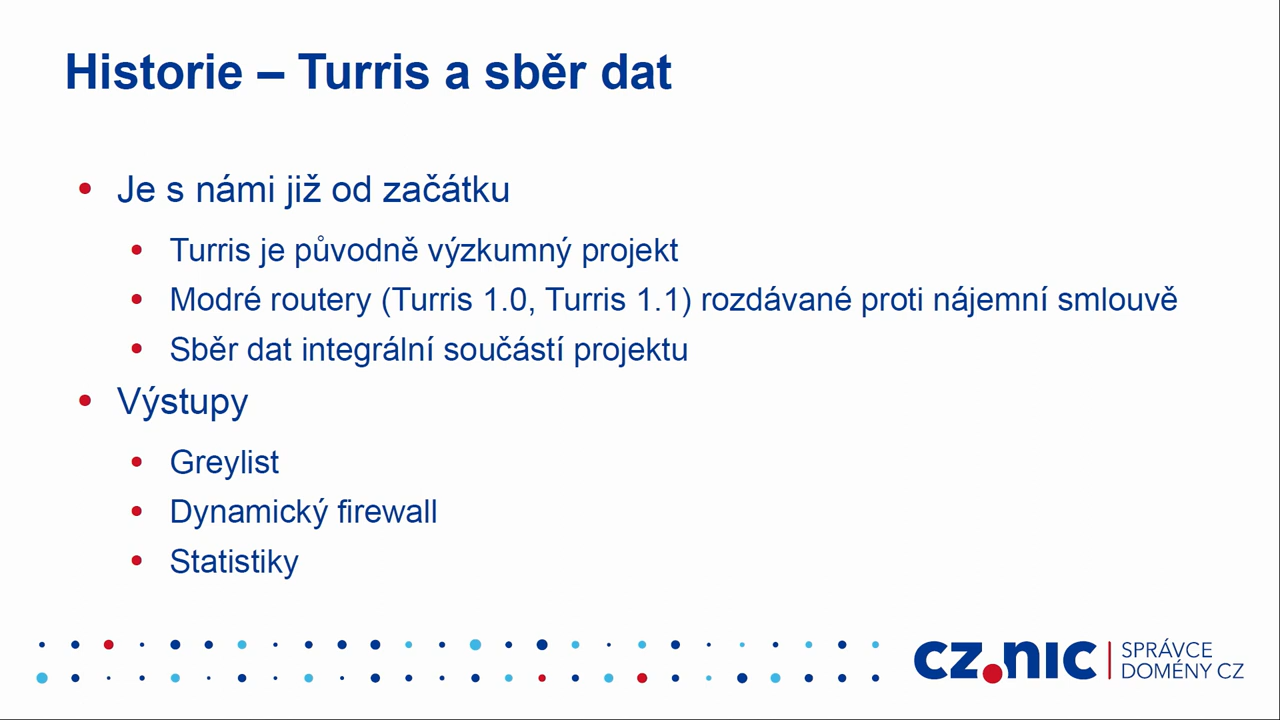 Historie – Turris a sběr dat
Je s námi již od začátku
Turris je původně výzkumný projekt
Modré routery (Turris 1.0, Turris 1.1) rozdávané proti nájemní smlouvě
Sběr dat integrální součástí projektu
Výstupy
Greylist
Dynamický firewall
Statistiky
CZ.NIC
SPRÁVCE
DOMÉNY CZ